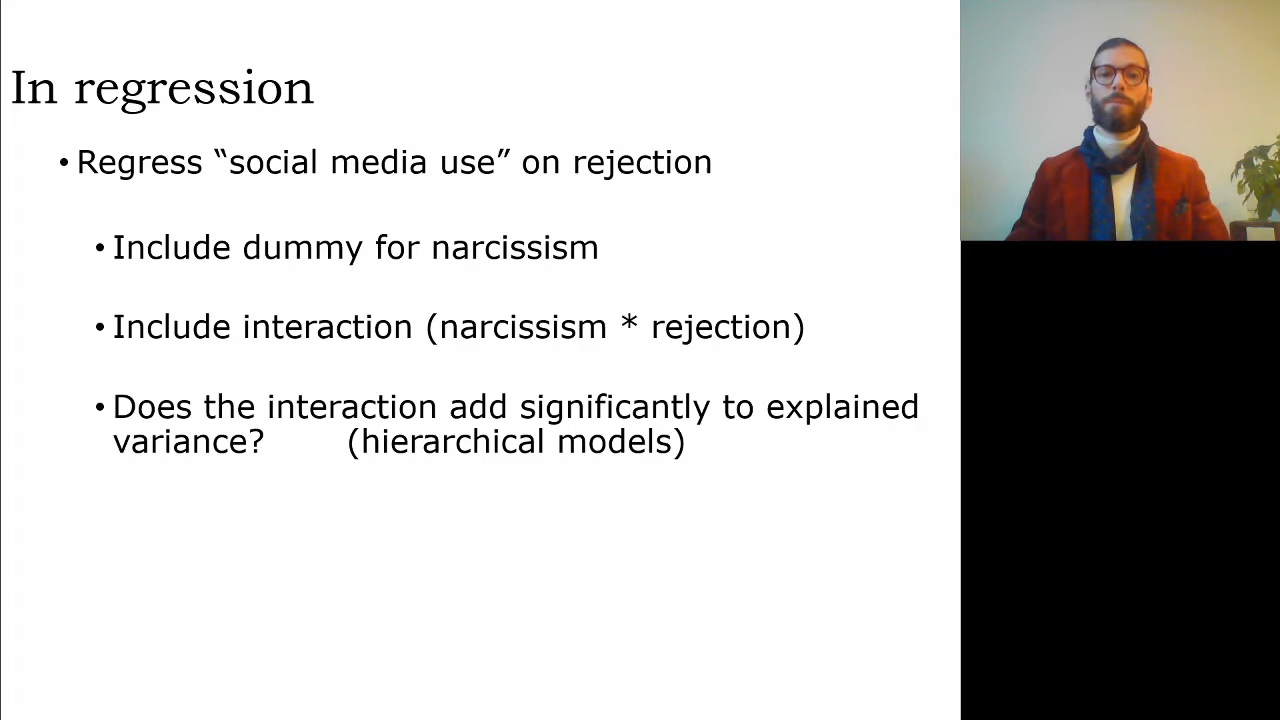 In regression
• Regress “social media use” on rejection
• Include dummy for narcissism
• Include interaction (narcissism * rejection)
• Does the interaction add significantly to explained
variance? (hierarchical models)